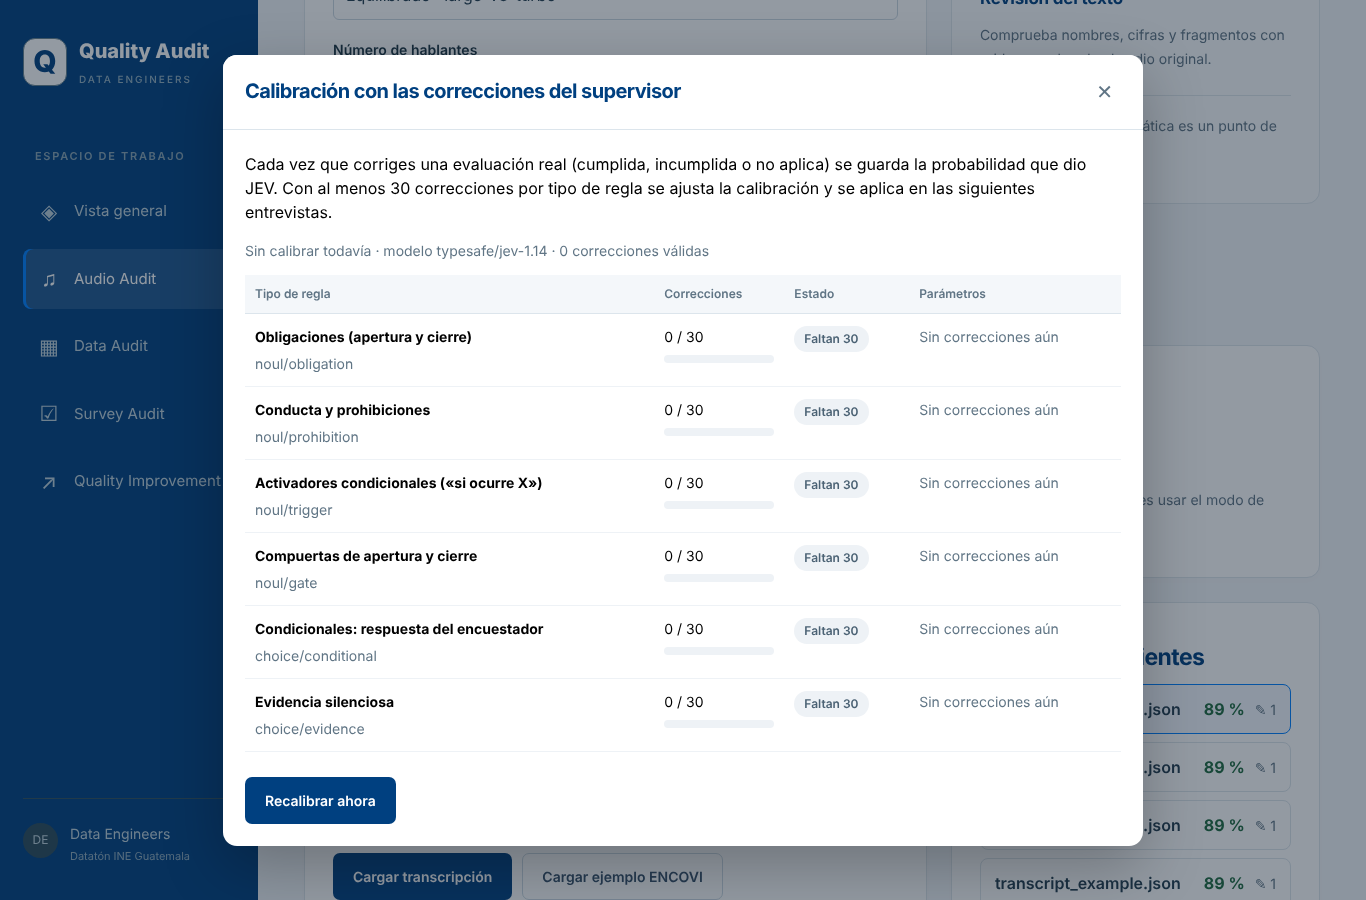 Q
Quality Audit
DATA ENGINEERS
ESPACIO DE TRABAJO
Vista general
Audio Audit
Data Audit
Survey Audit
Quality Improvement
DE
Data Engineers
Datatón INE Guatemala
Número de hablantes
Revisión del texto
Comprueba nombres, cifras y fragmentos con
original.
ática es un punto de
Calibración con las correcciones del supervisor
Cada vez que corriges una evaluación real (cumplida, incumplida o no aplica) se guarda la probabilidad que dio
JEV. Con al menos 30 correcciones por tipo de regla se ajusta la calibración y se aplica en las siguientes
entrevistas.
Sin calibrar todavía · modelo typesafe/jev-1.14 · 0 correcciones válidas
Tipo de regla Correcciones Estado Parámetros
Obligaciones (apertura y cierre) 0 / 30 Faltan 30 Sin correcciones aún
noul/obligation
Conducta y prohibiciones 0 / 30 Faltan 30 Sin correcciones aún
noul/prohibition
Activadores condicionales («si ocurre X») 0 / 30 Faltan 30 Sin correcciones aún
noul/trigger
Compuertas de apertura y cierre 0 / 30 Faltan 30 Sin correcciones aún
noul/gate
Condicionales: respuesta del encuestador 0 / 30 Faltan 30 Sin correcciones aún
choice/conditional
Evidencia silenciosa 0 / 30 Faltan 30 Sin correcciones aún
choice/evidence
Recalibrar ahora
es usar el modo de
ientes
.json 89 % ✎ 1
.json 89 % ✎ 1
.json 89 % ✎ 1
transcript_example.json 89 % ✎ 1
Cargar transcripción
Cargar ejemplo ENCOVI